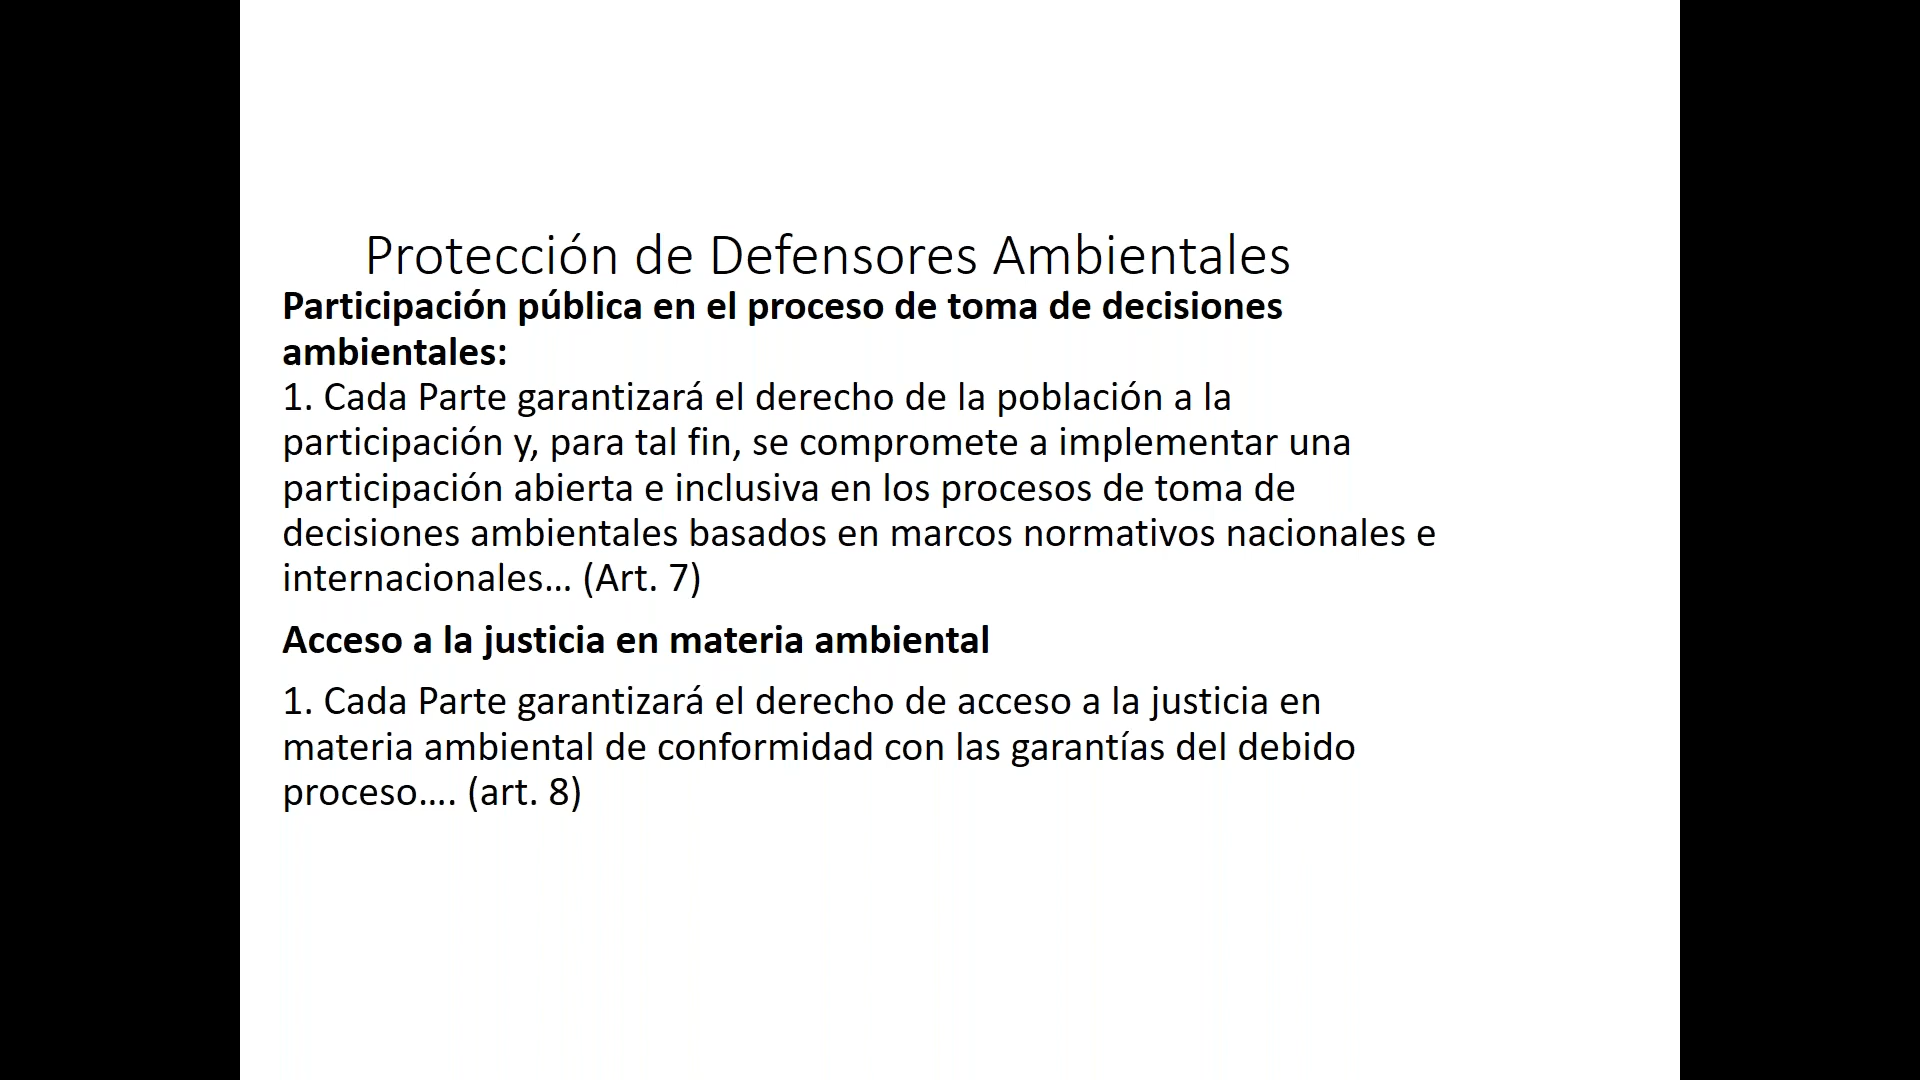 Protección de Defensores Ambientales
Participación pública en el proceso de toma de decisiones
ambientales:
1. Cada Parte garantizará el derecho de la población a la
participación y, para tal fin, se compromete a implementar una
participación abierta e inclusiva en los procesos de toma de
decisiones ambientales basados en marcos normativos nacionales e
internacionales… (Art. 7)
Acceso a la justicia en materia ambiental
1. Cada Parte garantizará el derecho de acceso a la justicia en
materia ambiental de conformidad con las garantías del debido
proceso…. (art. 8)